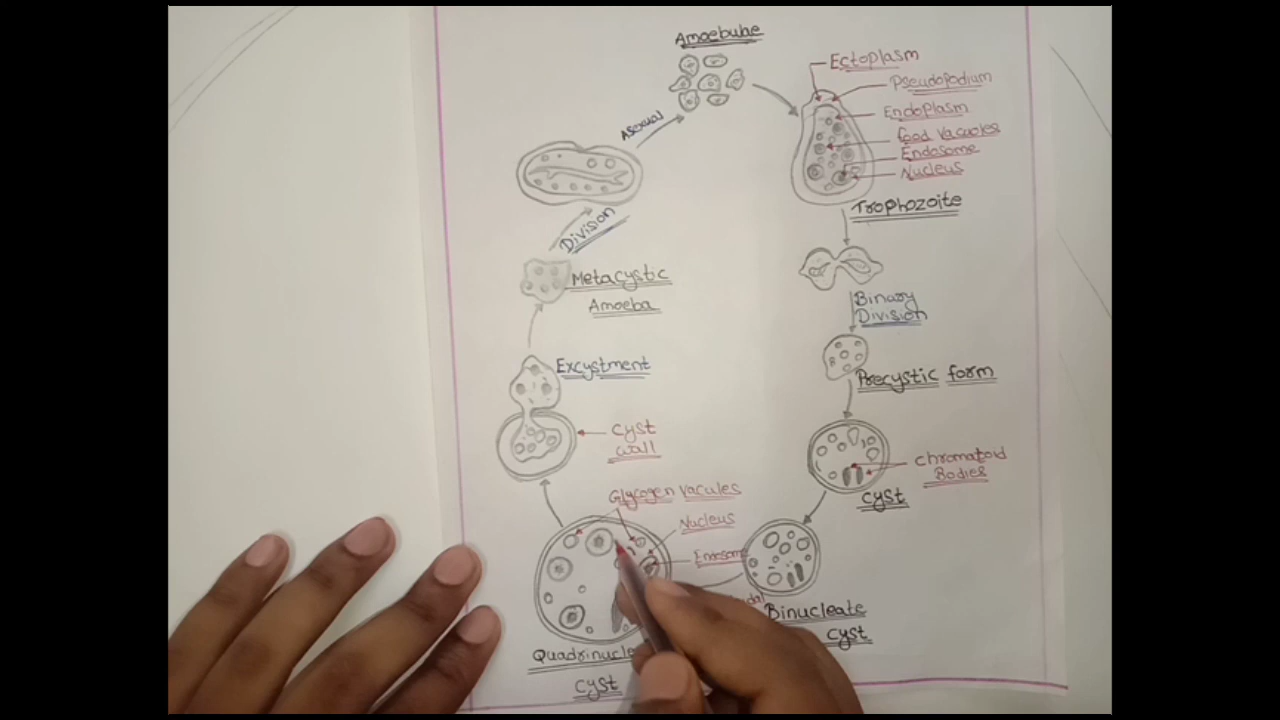 Amoebulae
Ectoplasm
Pseudopodium
Endoplasm
food vacuoles
Endosome
Nucleus
Trophozoite
Asexual
Division
Metacystic
Amoeba
Binary
Division
Excystment
Precystic form
Cyst
wall
Chromatoid
Bodies
Cyst
Glycogen vacules
Nucleus
Binucleate
cyst
Cyst